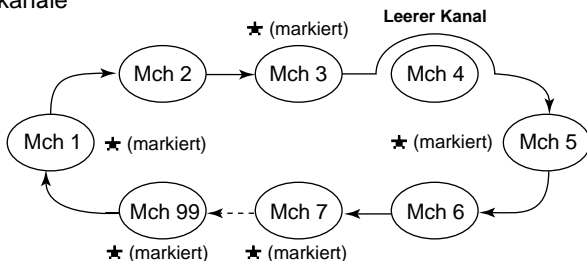 kanäle
Leerer Kanal
★ (markiert)
Mch 2
Mch 3
Mch 4
Mch 1
★ (markiert)
★ (markiert)
Mch 5
Mch 99
Mch 7
Mch 6
★ (markiert)
★ (markiert)